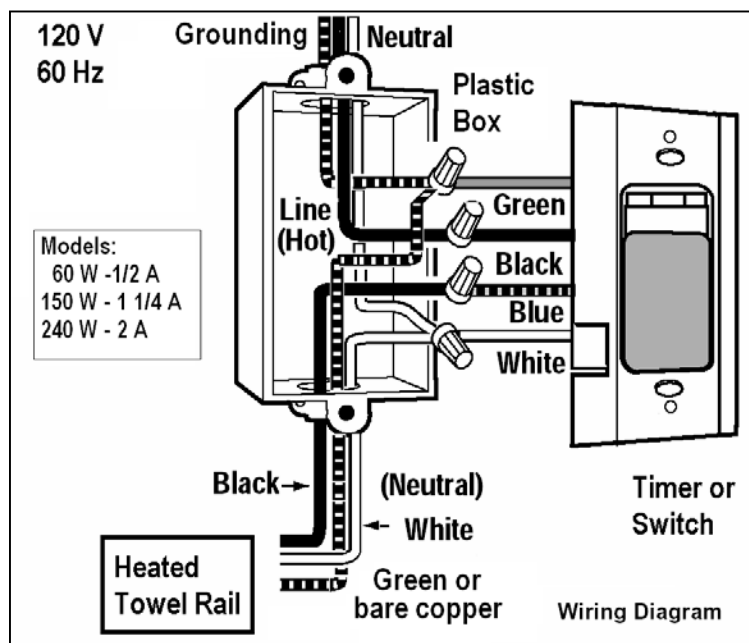 120 V
60 Hz
Grounding
Neutral
Plastic
Box
Green
Line
(Hot)
Black
Blue
White
Models:
60 W -1/2 A
150 W - 1 1/4 A
240 W - 2 A
Black
(Neutral)
White
Timer or
Switch
Heated
Towel Rail
Green or
bare copper
Wiring Diagram